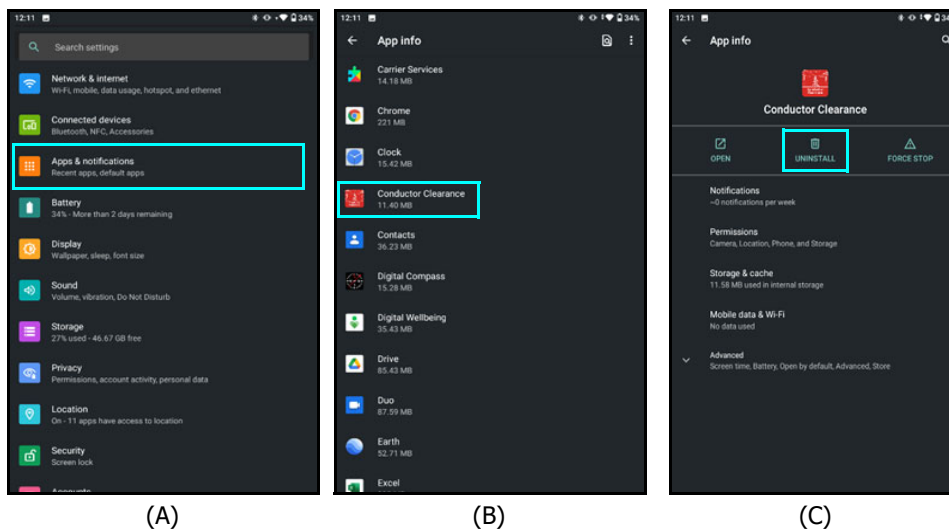 12:11
34%
Search settings
Network & internet
Wi-Fi, mobile, data usage, hotspot, and ethernet
Connected devices
Bluetooth, NFC, Accessories
Apps & notifications
Recent apps, default apps
Battery
34% - More than 2 days remaining
Display
Wallpaper, sleep, font size
Sound
Volume, vibration, Do Not Disturb
Storage
27% used - 46.67 GB free
Privacy
Permissions, account activity, personal data
Location
On - 11 apps have access to location
Security
Screen lock
Accounts
(A)
12:11
34%
App info
Carrier Services
14.18 MB
Chrome
221 MB
Clock
15.42 MB
Conductor Clearance
11.40 MB
Contacts
36.23 MB
Digital Compass
15.28 MB
Digital Wellbeing
35.43 MB
Drive
85.43 MB
Duo
87.59 MB
Earth
52.71 MB
Excel
(B)
12:11
App info
Conductor Clearance
OPEN
UNINSTALL
FORCE STOP
Notifications
~0 notifications per week
Permissions
Camera, Location, Phone, and Storage
Storage & cache
11.58 MB used in internal storage
Mobile data & Wi-Fi
No data used
Advanced
Screen time, Battery, Open by default, Advanced, Store
(C)